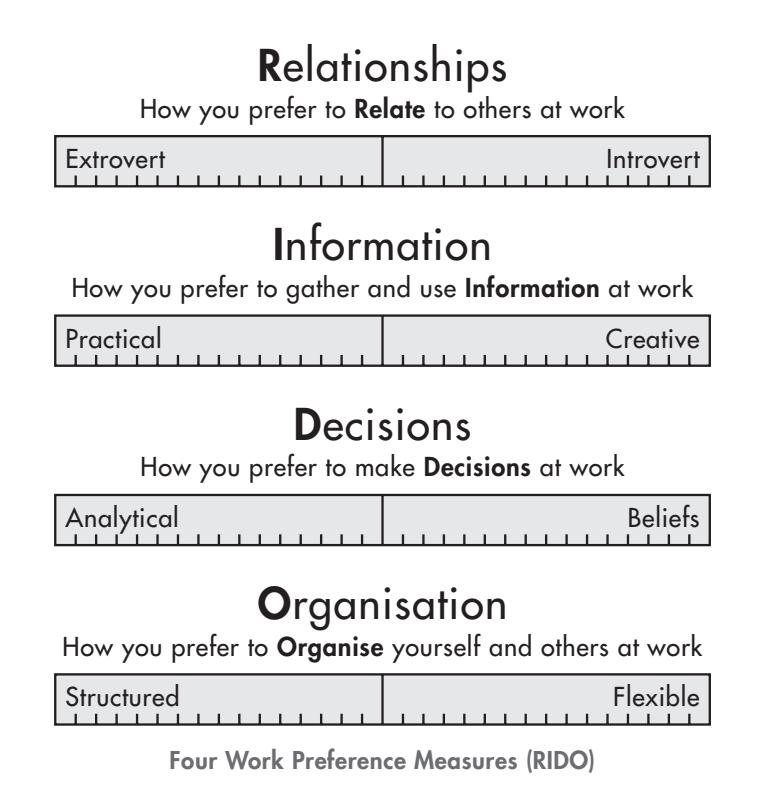 Relationships
How you prefer to Relate to others at work
Extrovert Introvert
Information
How you prefer to gather and use Information at work
Practical Creative
Decisions
How you prefer to make Decisions at work
Analytical Beliefs
Organisation
How you prefer to Organise yourself and others at work
Structured Flexible
Four Work Preference Measures (RIDO)